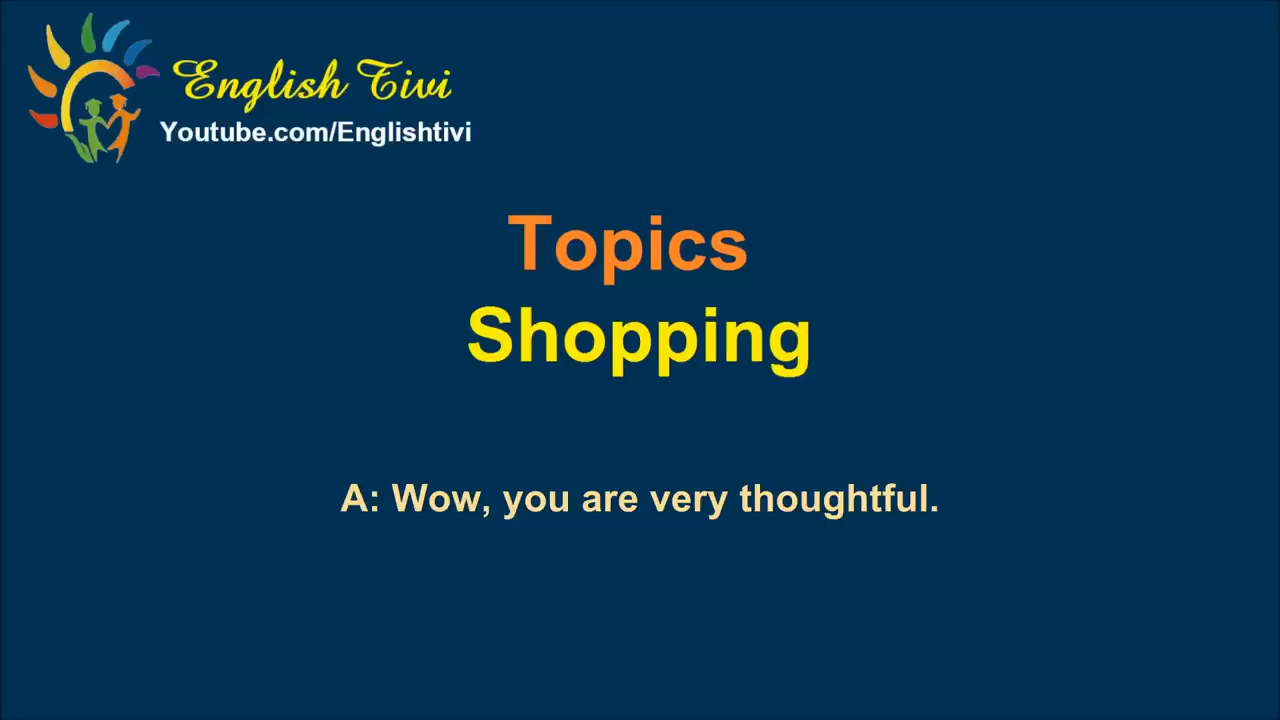 English Tivi
Youtube.com/Englishtivi
Topics
Shopping
A: Wow, you are very thoughtful.